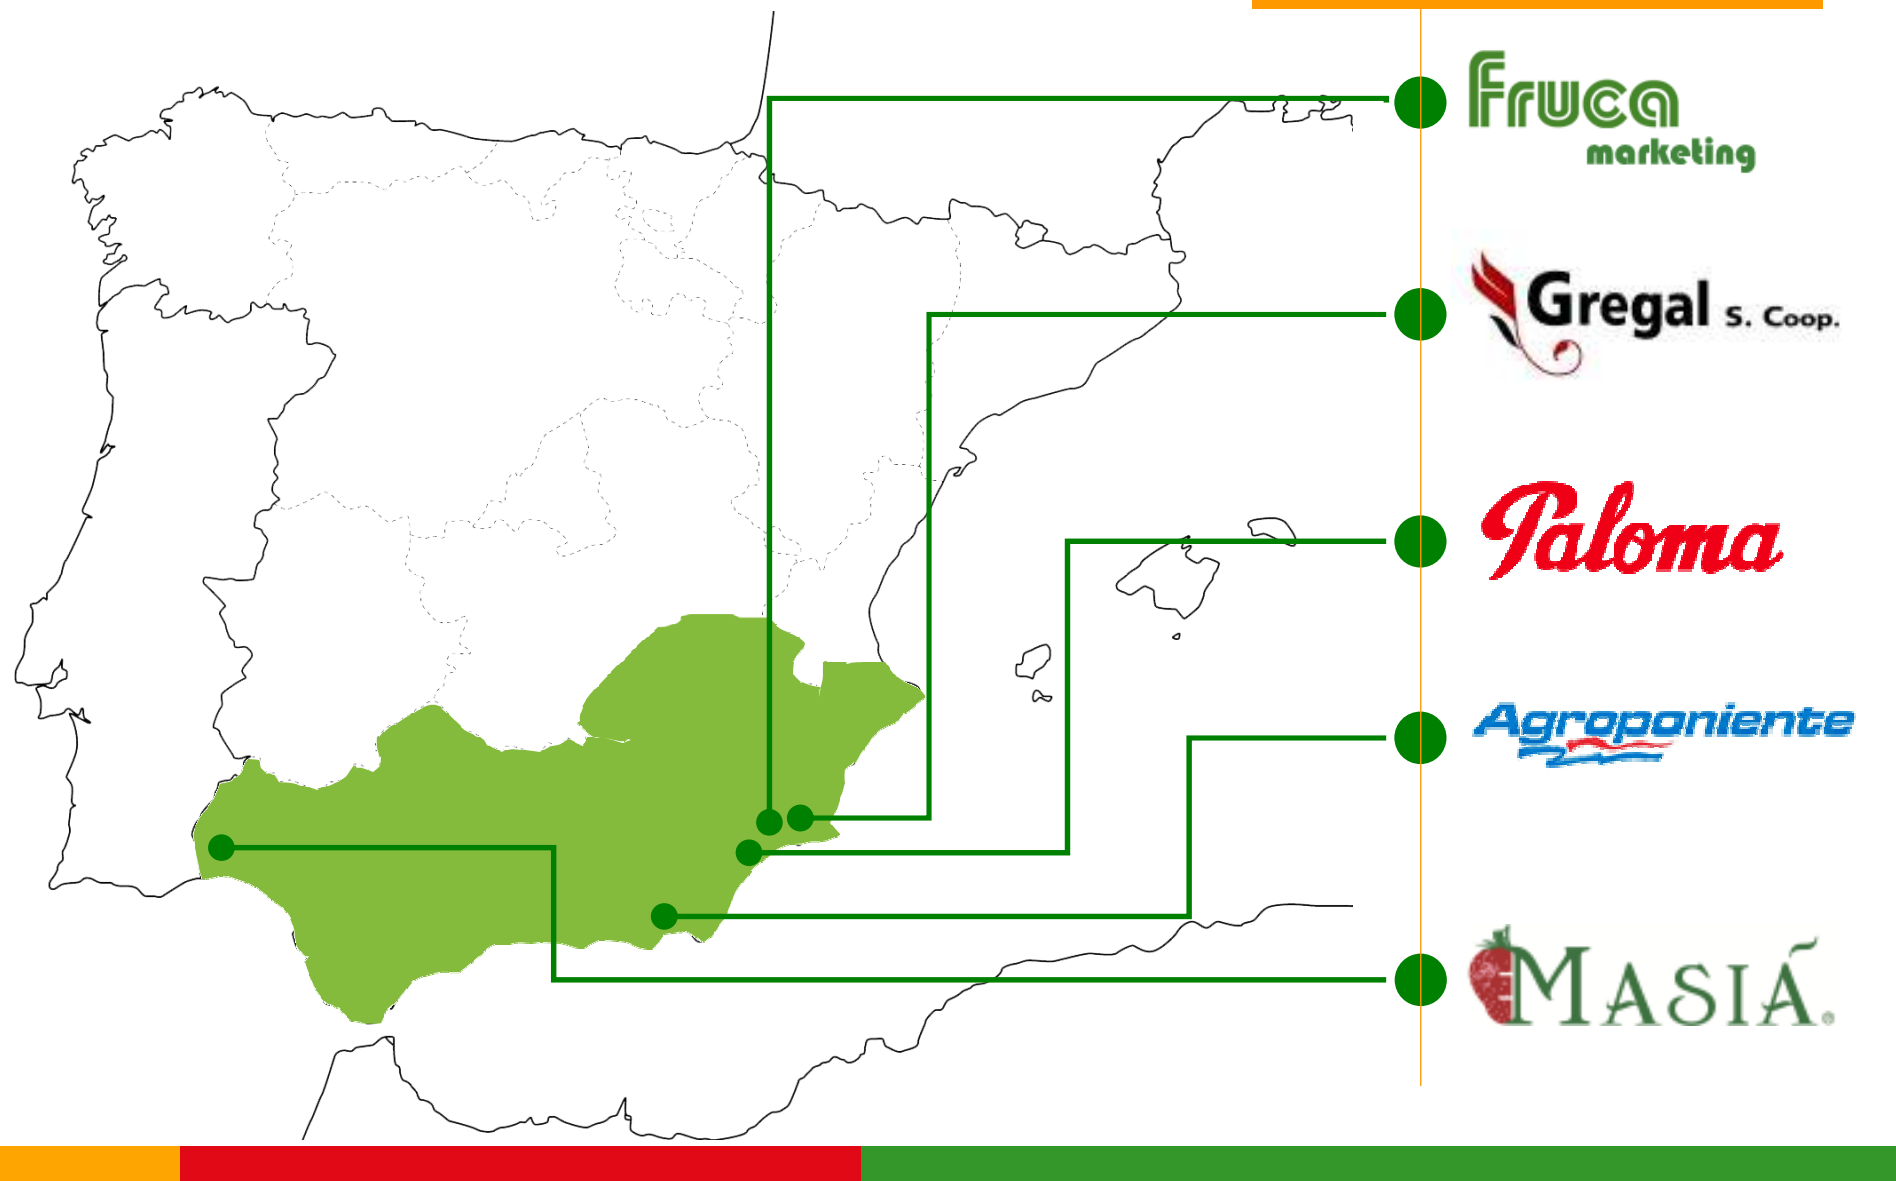 Fruca
marketing
Gregal S. Coop.
Paloma
Agroponiente
MASIÁ®